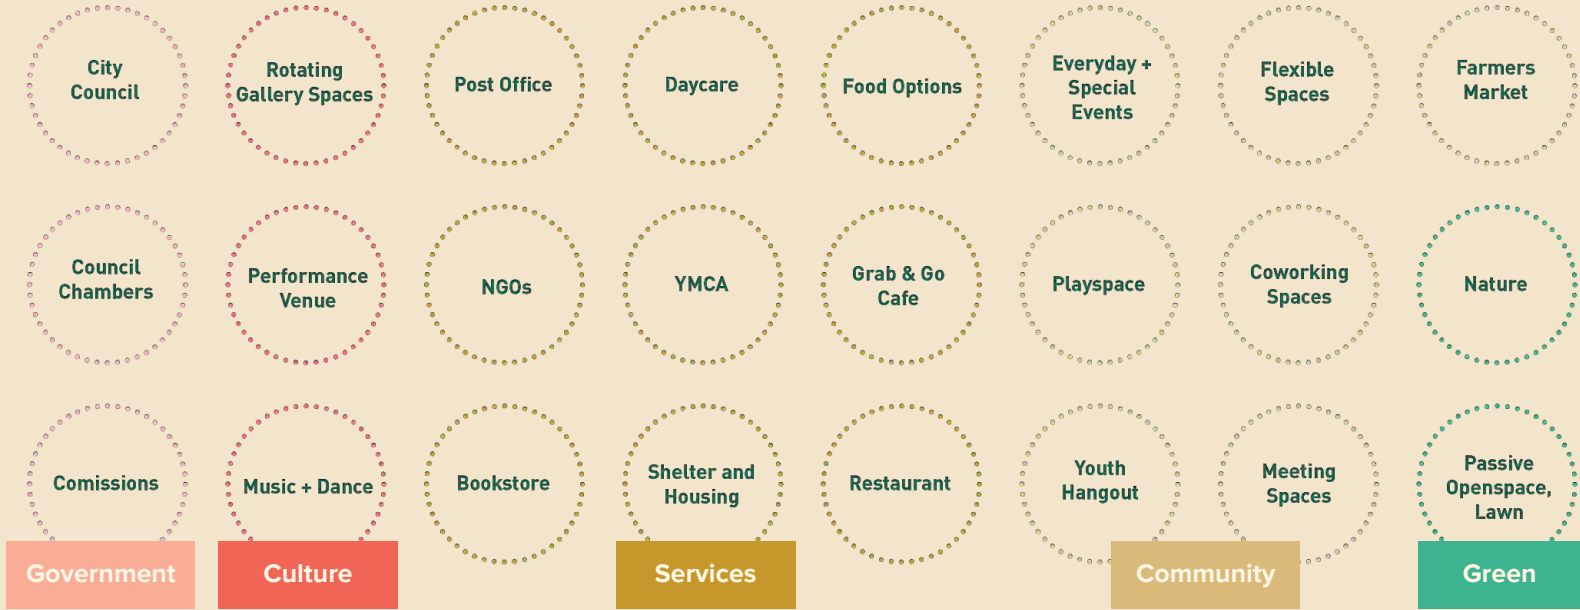 City
Council
Rotating
Gallery Spaces
Post Office
Daycare
Food Options
Everyday +
Special
Events
Flexible
Spaces
Farmers
Market
Council
Chambers
Performance
Venue
NGOs
YMCA
Grab & Go
Cafe
Playspace
Coworking
Spaces
Nature
Comissions
Music + Dance
Bookstore
Shelter and
Housing
Restaurant
Youth
Hangout
Meeting
Spaces
Passive
Openspace,
Lawn
Government
Culture
Services
Community
Green